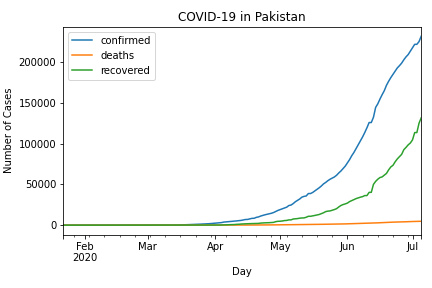 COVID-19 in Pakistan
confirmed
deaths
recovered
Number of Cases
200000
150000
100000
50000
0
Feb Mar Apr May Jun Jul
2020
Day